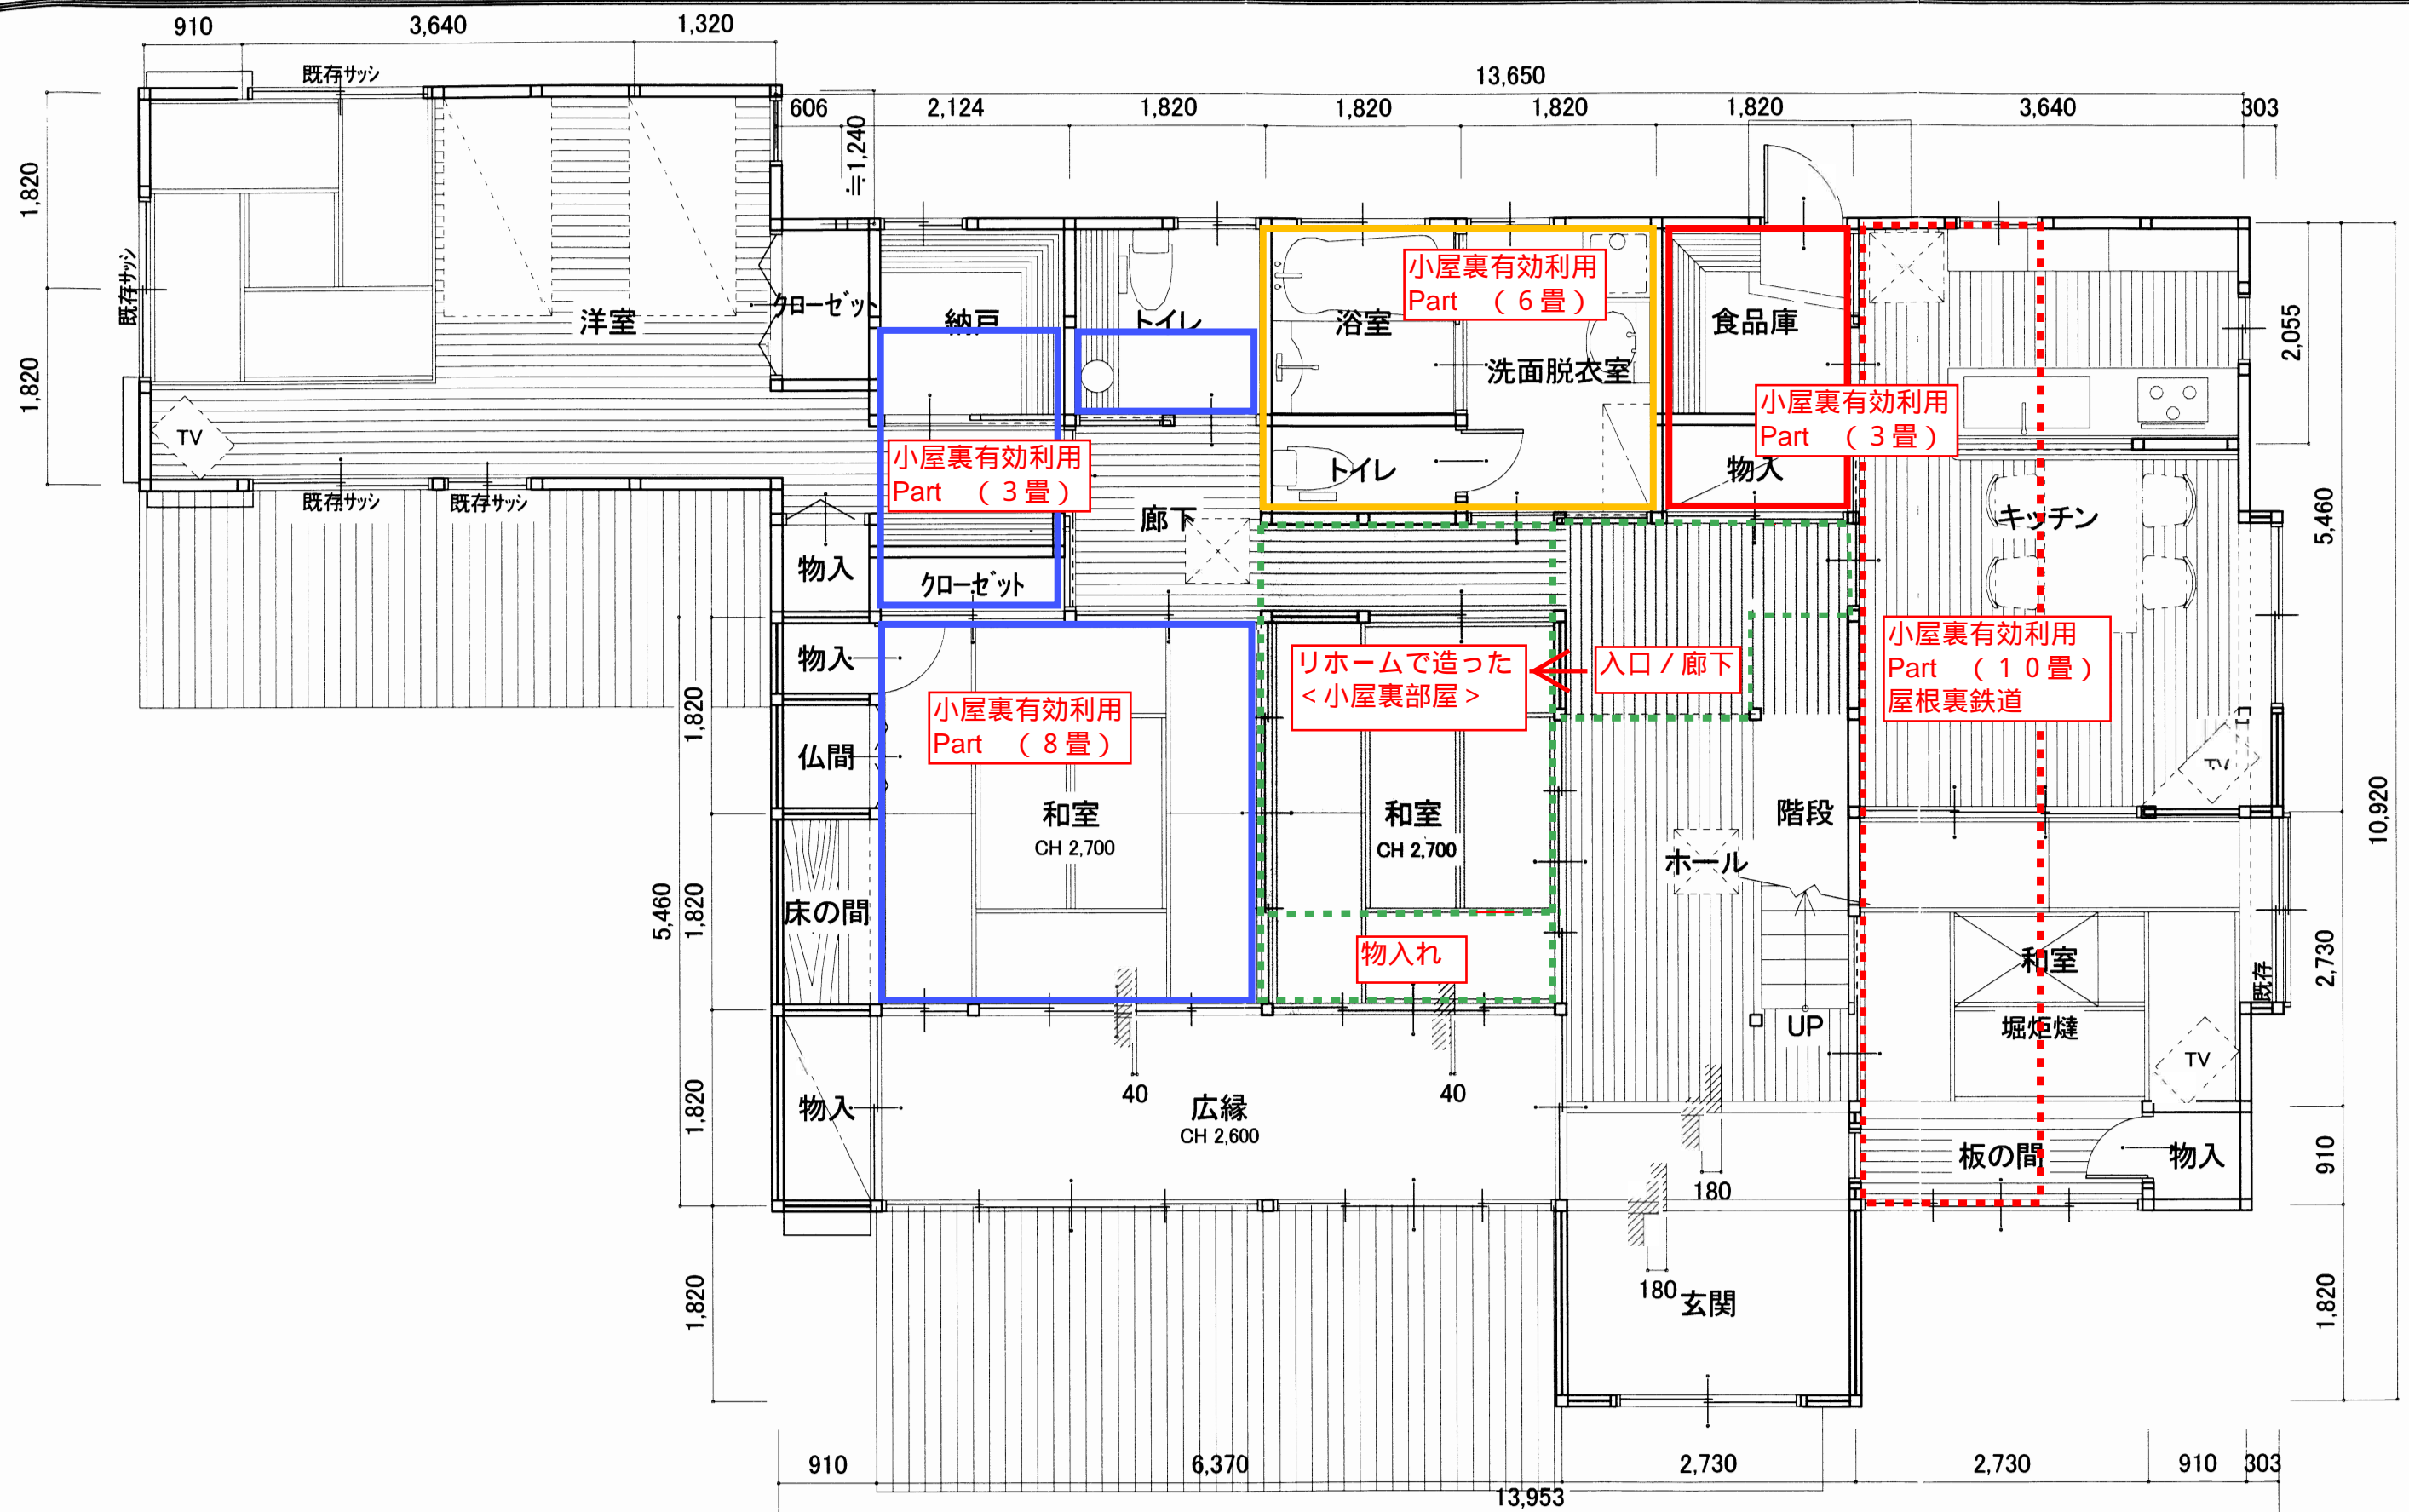 910
3,640
1,320
既存サッシ
13,650
606
2,124
1,820
1,820
1,820
1,820
3,640
303
≒1,240
1,820
1,820
既存サッシ
洋室
クローゼット
納戸
トイレ
浴室
小屋裏有効利用
Part （６畳）
洗面脱衣室
食品庫
2,055
小屋裏有効利用
Part （３畳）
TV
既存サッシ
既存サッシ
小屋裏有効利用
Part （３畳）
トイレ
物入
廊下
キッチン
5,460
物入
クローゼット
物入
小屋裏有効利用
Part （８畳）
リホームで造った
＜小屋裏部屋＞
入口／廊下
小屋裏有効利用
Part （１０畳）
屋根裏鉄道
1,820
仏間
TV
和室
CH 2,700
和室
CH 2,700
階段
ホール
10,920
5,460
1,820
床の間
物入れ
和室
堀炬燵
既存
2,730
UP
TV
1,820
物入
40
広縁
CH 2,600
40
180
板の間
物入
910
1,820
180
玄関
1,820
910
6,370
2,730
2,730
910
303
13,953